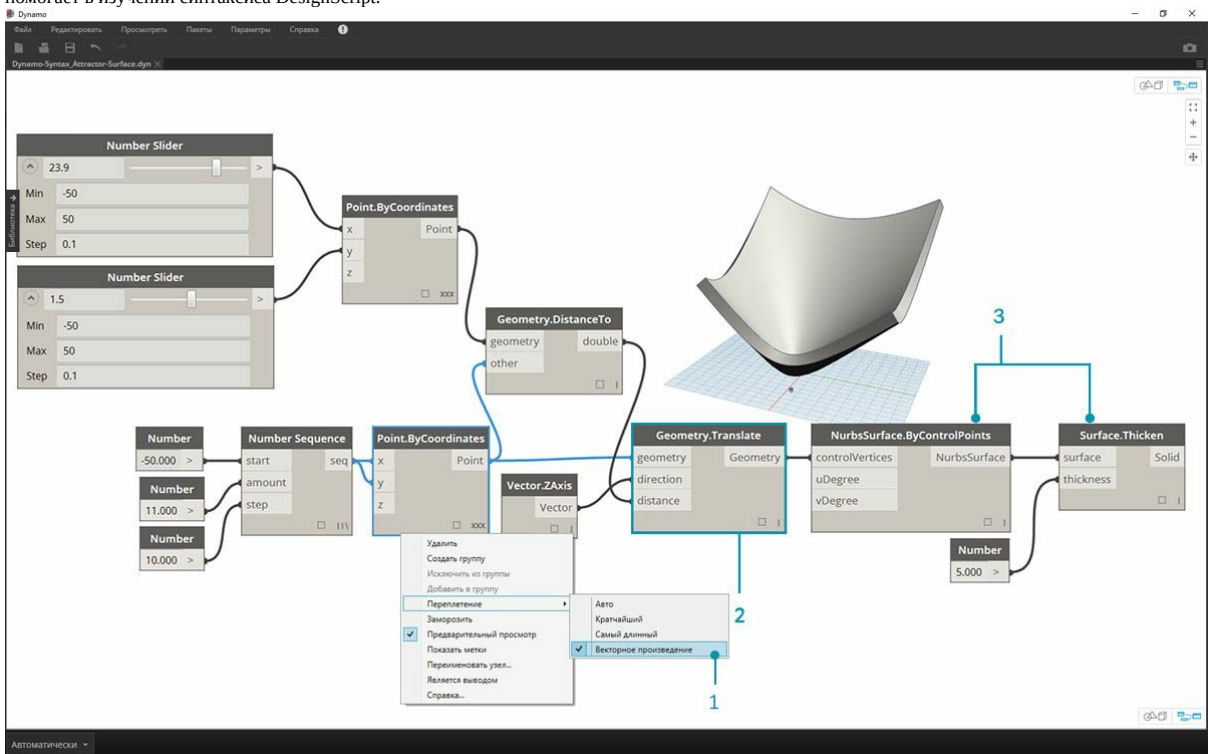 помогает в изучении синтаксиса DesignScript.
Dynamo
Файл Редактировать Просмотреть Пакеты Параметры Справка !
Dynamo-Syntax_Attractor-Surface.dyn
Библиотека
Number Slider
23.9 >
Min -50
Max 50
Step 0.1
Number Slider
1.5 >
Min -50
Max 50
Step 0.1
Point.ByCoordinates
x Point
y
z
xxx
Geometry.DistanceTo
geometry double
other
3
Number
-50.000 >
Number
11.000 >
Number
10.000 >
Number Sequence
start seq
amount
step
Point.ByCoordinates
x Point
y
z
xxx
Vector.ZAxis
Vector
Geometry.Translate
geometry Geometry
direction
distance
NurbsSurface.ByControlPoints
controlVertices NurbsSurface
uDegree
vDegree
Surface.Thicken
surface Solid
thickness
Number
5.000 >
Удалить
Создать группу
Исключить из группы
Добавить в группу
Переплетение
Заморозить
Предварительный просмотр
Показать метки
Переименовать узел...
Является выводом
Справка...
Авто
Кратчайший
Самый длинный
Векторное произведение
2
1
Автоматически